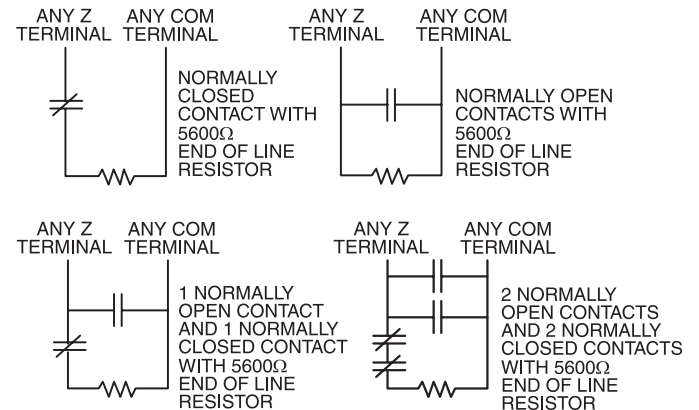 ANY Z
TERMINAL
ANY COM
TERMINAL
NORMALLY
CLOSED
CONTACT WITH
5600Ω
END OF LINE
RESISTOR
ANY Z
TERMINAL
ANY COM
TERMINAL
NORMALLY OPEN
CONTACTS WITH
5600Ω
END OF LINE
RESISTOR
ANY Z
TERMINAL
ANY COM
TERMINAL
1 NORMALLY
OPEN CONTACT
AND 1 NORMALLY
CLOSED CONTACT
WITH 5600Ω
END OF LINE
RESISTOR
ANY Z
TERMINAL
ANY COM
TERMINAL
2 NORMALLY
OPEN CONTACTS
AND 2 NORMALLY
CLOSED CONTACTS
WITH 5600Ω
END OF LINE
RESISTOR